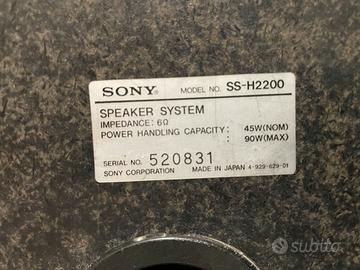 SONY MODEL NO. SS-H2200
SPEAKER SYSTEM
IMPEDANCE: 6Ω
POWER HANDLING CAPACITY: 45W(NOM)
90W(MAX)
SERIAL NO. 520831
SONY CORPORATION MADE IN JAPAN 4-929-629-01
subito